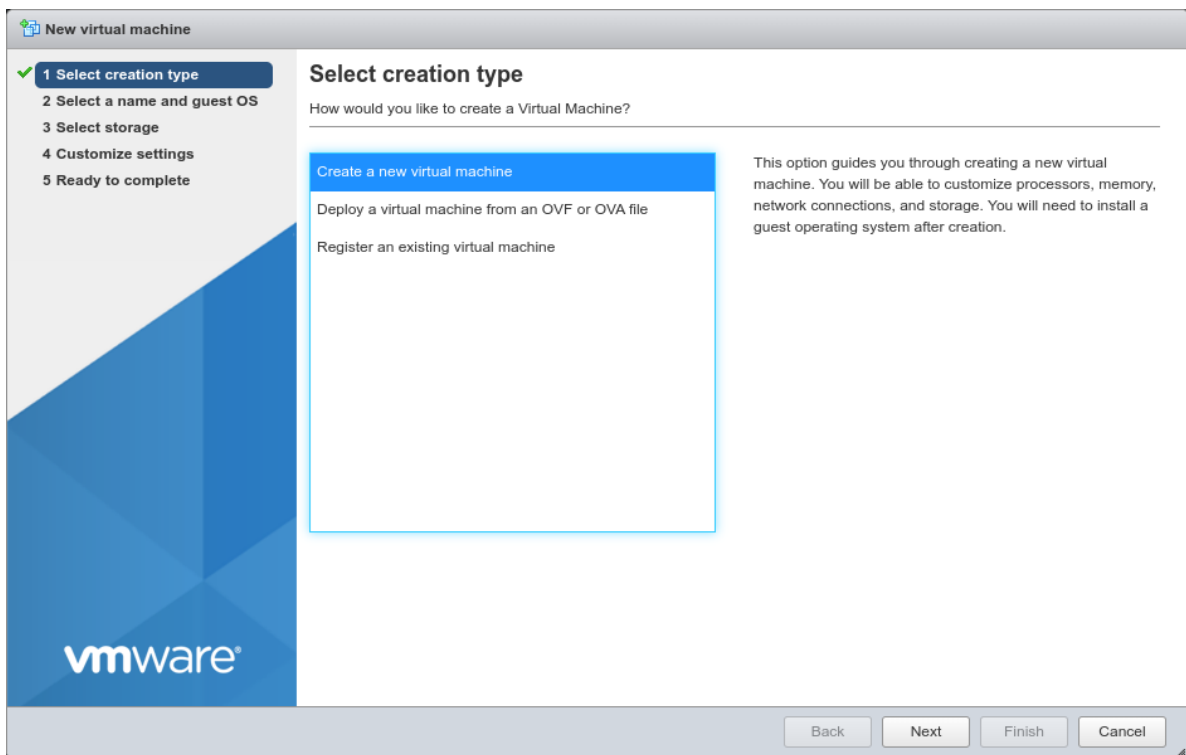 New virtual machine
1 Select creation type
2 Select a name and guest OS
3 Select storage
4 Customize settings
5 Ready to complete
Select creation type
How would you like to create a Virtual Machine?
Create a new virtual machine
Deploy a virtual machine from an OVF or OVA file
Register an existing virtual machine
This option guides you through creating a new virtual
machine. You will be able to customize processors, memory,
network connections, and storage. You will need to install a
guest operating system after creation.
vmware®
Back
Next
Finish
Cancel